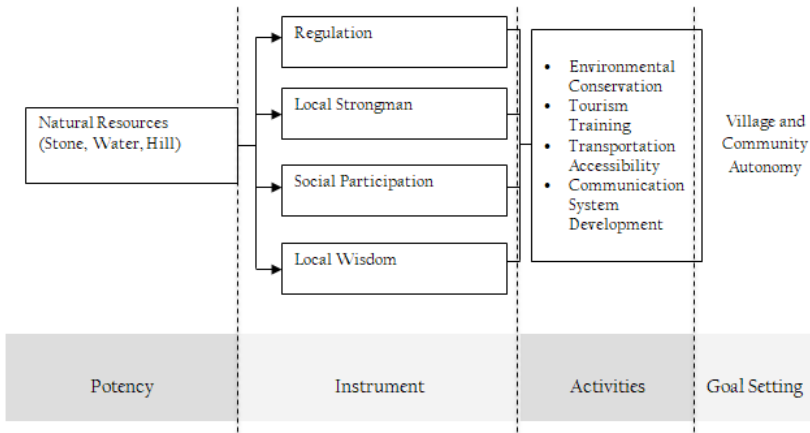 Natural Resources
(Stone, Water, Hill)
Regulation
Local Strongman
Social Participation
Local Wisdom
• Environmental
Conservation
• Tourism
Training
• Transportation
Accessibility
• Communication
System
Development
Village and
Community
Autonomy
Potency
Instrument
Activities
Goal Setting